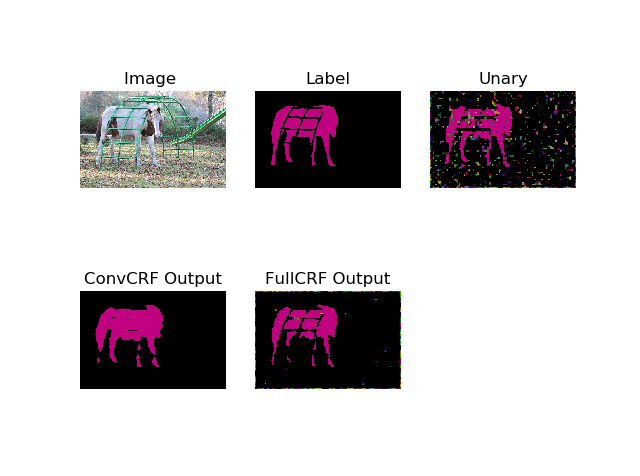 Image
Label
Unary
ConvCRF Output
FullCRF Output